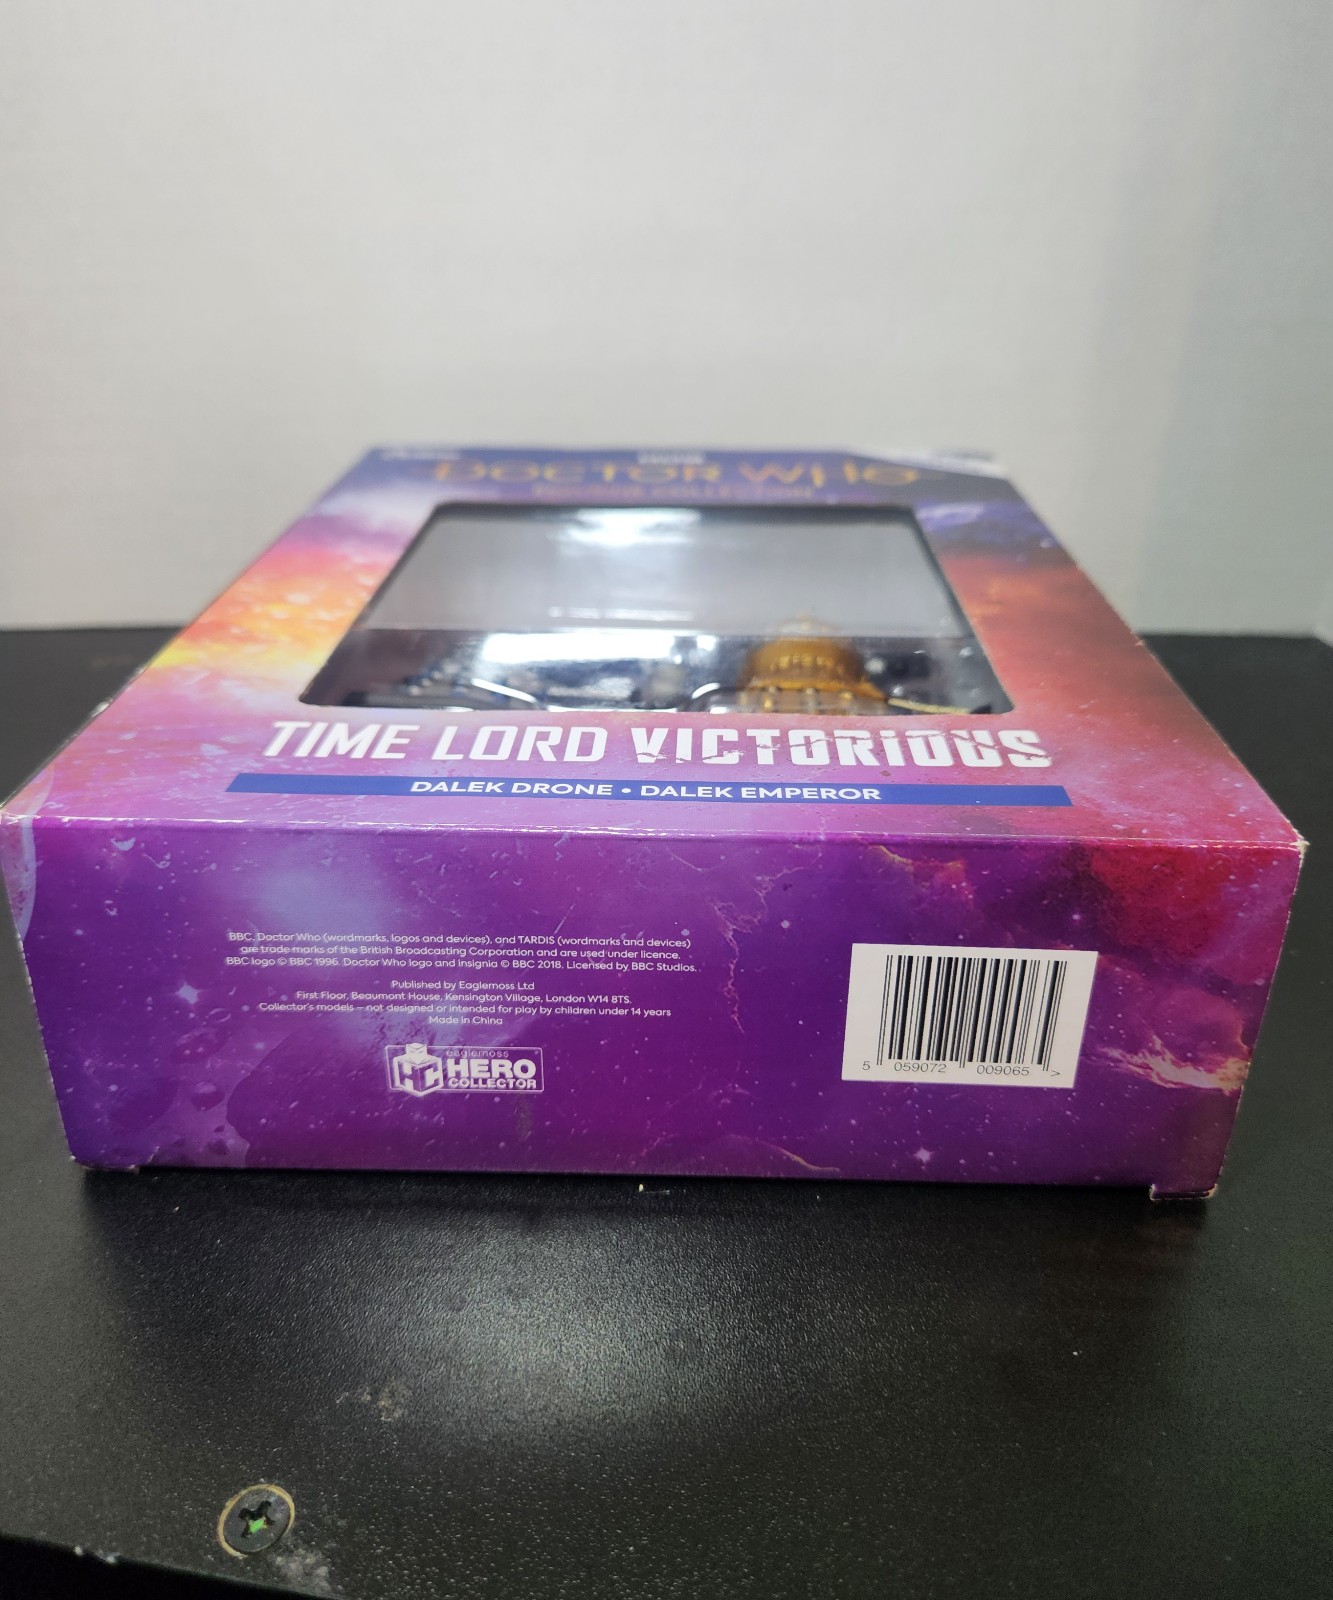 DOCTOR WHO
FIGURINE COLLECTION
TIME LORD VICTORIOUS
DALEK DRONE • DALEK EMPEROR
BBC, Doctor Who (wordmarks, logos and devices), and TARDIS (wordmarks and devices)
are trade marks of the British Broadcasting Corporation and are used under licence.
BBC logo © BBC 1996. Doctor Who logo and insignia © BBC 2018. Licensed by BBC Studios.
Published by Eaglemoss Ltd
First Floor, Beaumont House, Kensington Village, London W14 8TS.
Collector's models – not designed or intended for play by children under 14 years
Made in China
eaglemoss
HC HERO
COLLECTOR
5 059072 009065 >